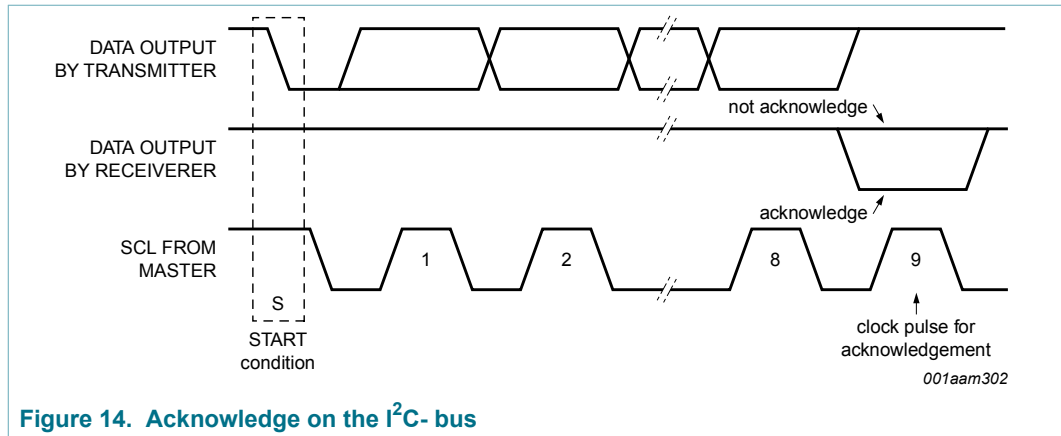 DATA OUTPUT
BY TRANSMITTER
not acknowledge
DATA OUTPUT
BY RECEIVERER
acknowledge
SCL FROM
MASTER
1
2
8
9
S
START
condition
clock pulse for
acknowledgement
001aam302
Figure 14. Acknowledge on the I²C- bus